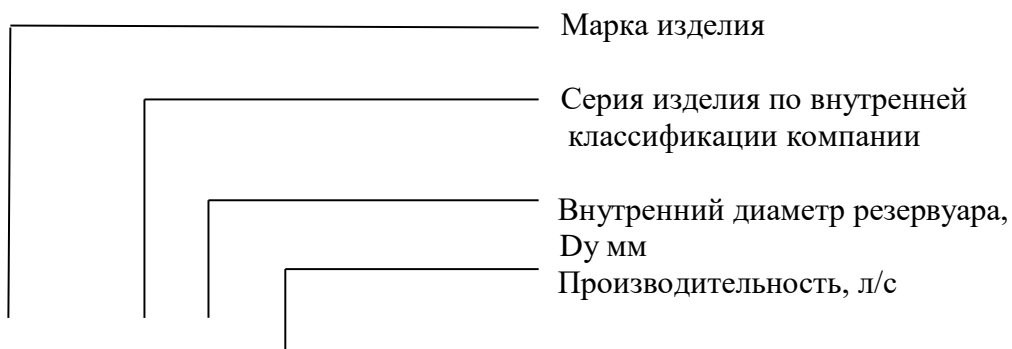 Марка изделия
Серия изделия по внутренней
классификации компании
Внутренний диаметр резервуара,
Dy мм
Производительность, л/с